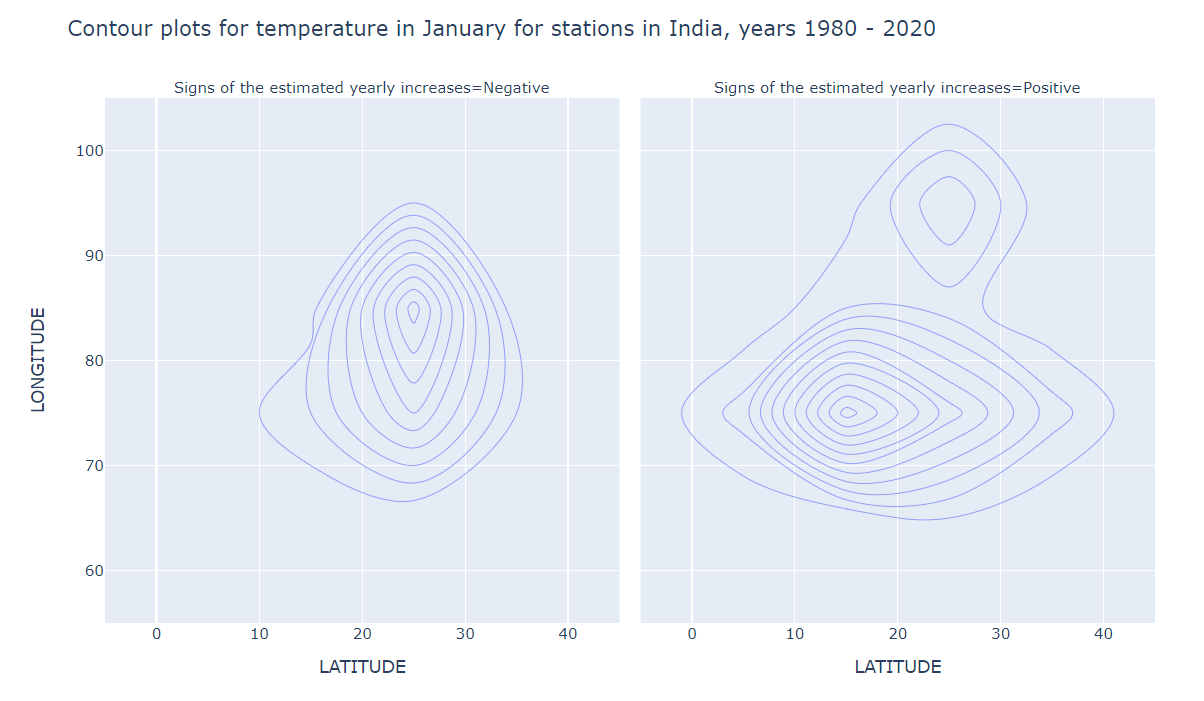 Contour plots for temperature in January for stations in India, years 1980 - 2020
Signs of the estimated yearly increases=Negative
Signs of the estimated yearly increases=Positive
LONGITUDE
100
90
80
70
60
0 10 20 30 40
0 10 20 30 40
LATITUDE
LATITUDE